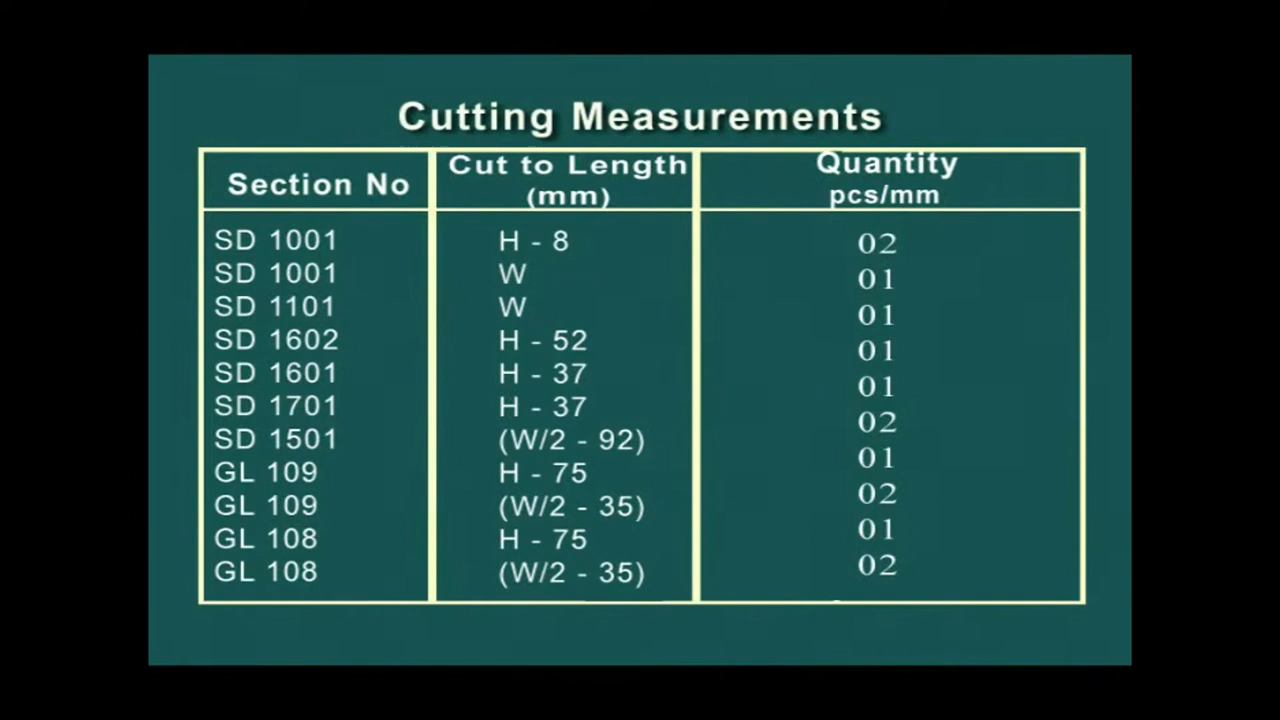 Cutting Measurements
Section No Cut to Length (mm) Quantity pcs/mm
SD 1001 H - 8 02
SD 1001 W 01
SD 1101 W 01
SD 1602 H - 52 01
SD 1601 H - 37 01
SD 1701 H - 37 02
SD 1501 (W/2 - 92) 01
GL 109 H - 75 02
GL 109 (W/2 - 35) 01
GL 108 H - 75 02
GL 108 (W/2 - 35)